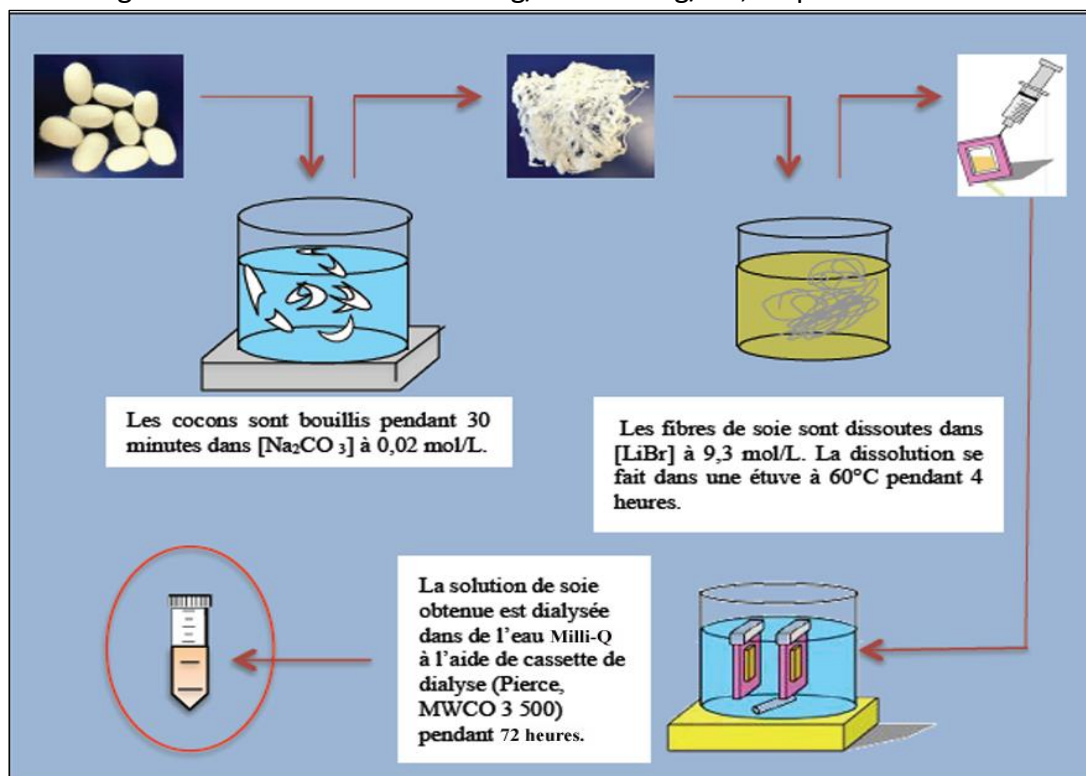 Les cocons sont bouillis pendant 30
minutes dans [Na₂CO ₃] à 0,02 mol/L.
Les fibres de soie sont dissoutes dans
[LiBr] à 9,3 mol/L. La dissolution se
fait dans une étuve à 60°C pendant 4
heures.
La solution de soie
obtenue est dialysée
dans de l'eau Milli-Q
à l'aide de cassette de
dialyse (Pierce,
MWCO 3 500)
pendant 72 heures.